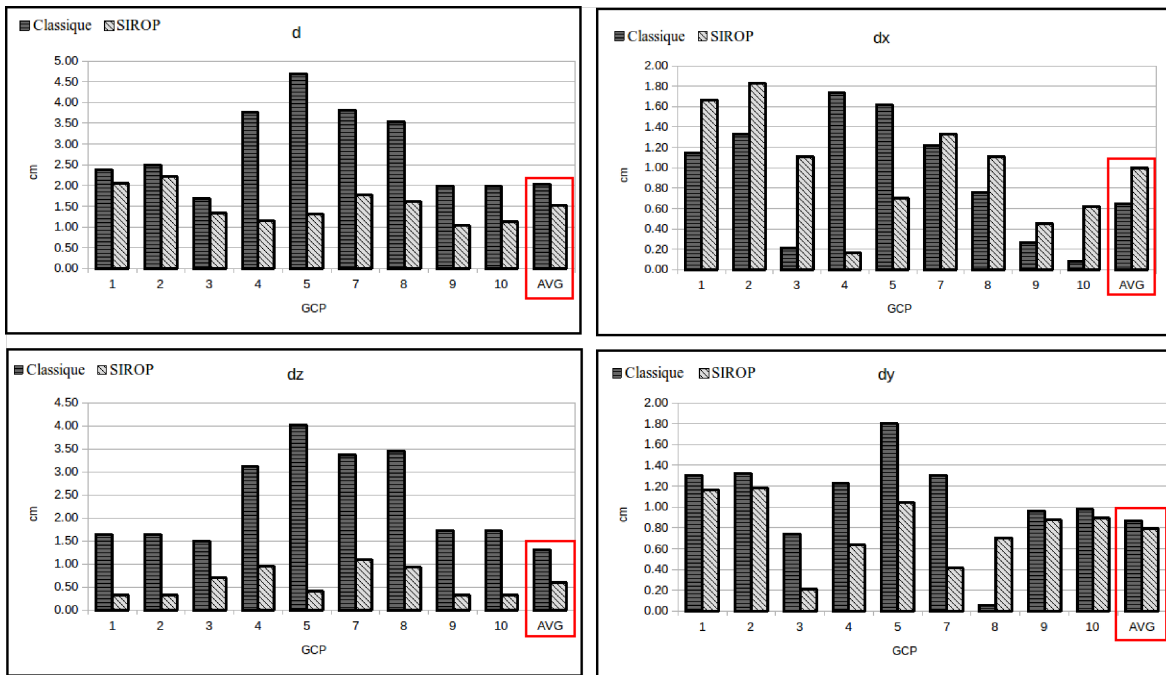 Classique SIROP
d
5.00
4.50
4.00
3.50
3.00
2.50
2.00
1.50
1.00
0.50
0.00
cm
1 2 3 4 5 7 8 9 10 AVG
GCP
Classique SIROP
dx
2.00
1.80
1.60
1.40
1.20
1.00
0.80
0.60
0.40
0.20
0.00
cm
1 2 3 4 5 7 8 9 10 AVG
GCP
Classique SIROP
dz
4.50
4.00
3.50
3.00
2.50
2.00
1.50
1.00
0.50
0.00
cm
1 2 3 4 5 7 8 9 10 AVG
GCP
Classique SIROP
dy
2.00
1.80
1.60
1.40
1.20
1.00
0.80
0.60
0.40
0.20
0.00
cm
1 2 3 4 5 7 8 9 10 AVG
GCP